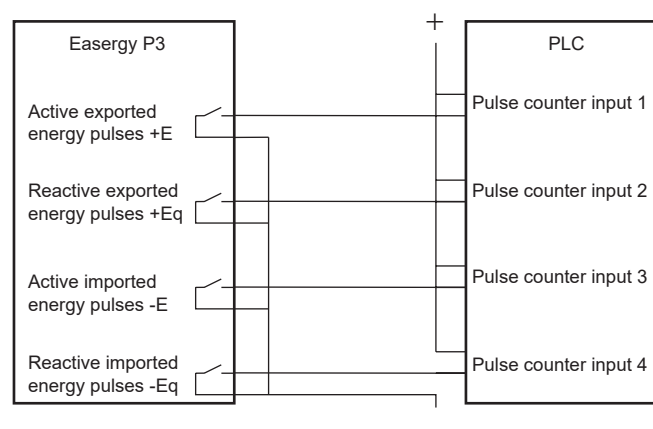 Easergy P3
+
PLC
Active exported
energy pulses +E
Pulse counter input 1
Reactive exported
energy pulses +Eq
Pulse counter input 2
Active imported
energy pulses -E
Pulse counter input 3
Reactive imported
energy pulses -Eq
Pulse counter input 4